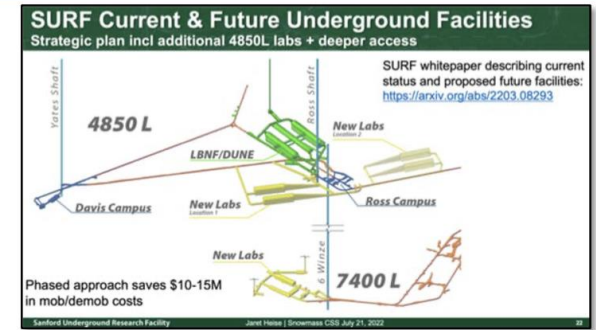 SURF Current & Future Underground Facilities
Strategic plan incl additional 4850L labs + deeper access
SURF whitepaper describing current
status and proposed future facilities:
https://arxiv.org/abs/2203.08293
Yates Shaft
Ross Shaft
4850 L
New Labs
Location 2
LBNF/DUNE
Davis Campus
New Labs
Location 1
Ross Campus
New Labs
6 Winze
7400 L
Phased approach saves $10-15M
in mob/demob costs
Sanford Underground Research Facility
Jaret Heise | Snowmass CSS July 21, 2022
22